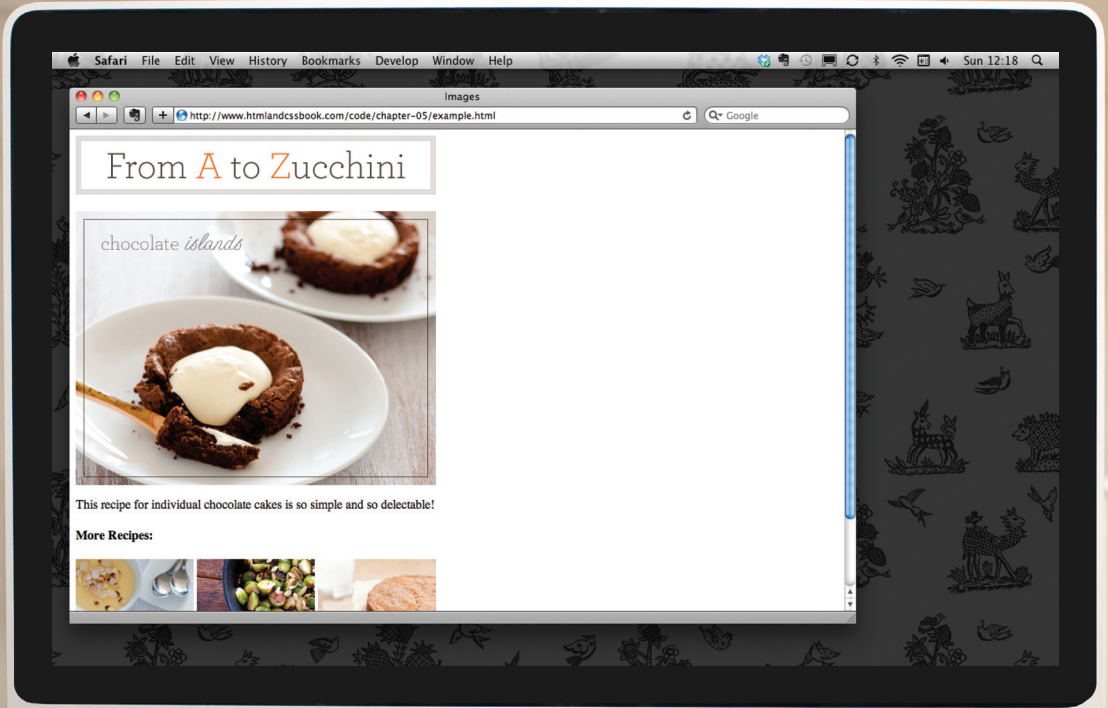 Safari File Edit View History Bookmarks Develop Window Help Sun 12:18
Images
http://www.htmlandcssbook.com/code/chapter-05/example.html Google
From A to Zucchini
chocolate islands
This recipe for individual chocolate cakes is so simple and so delectable!
More Recipes: